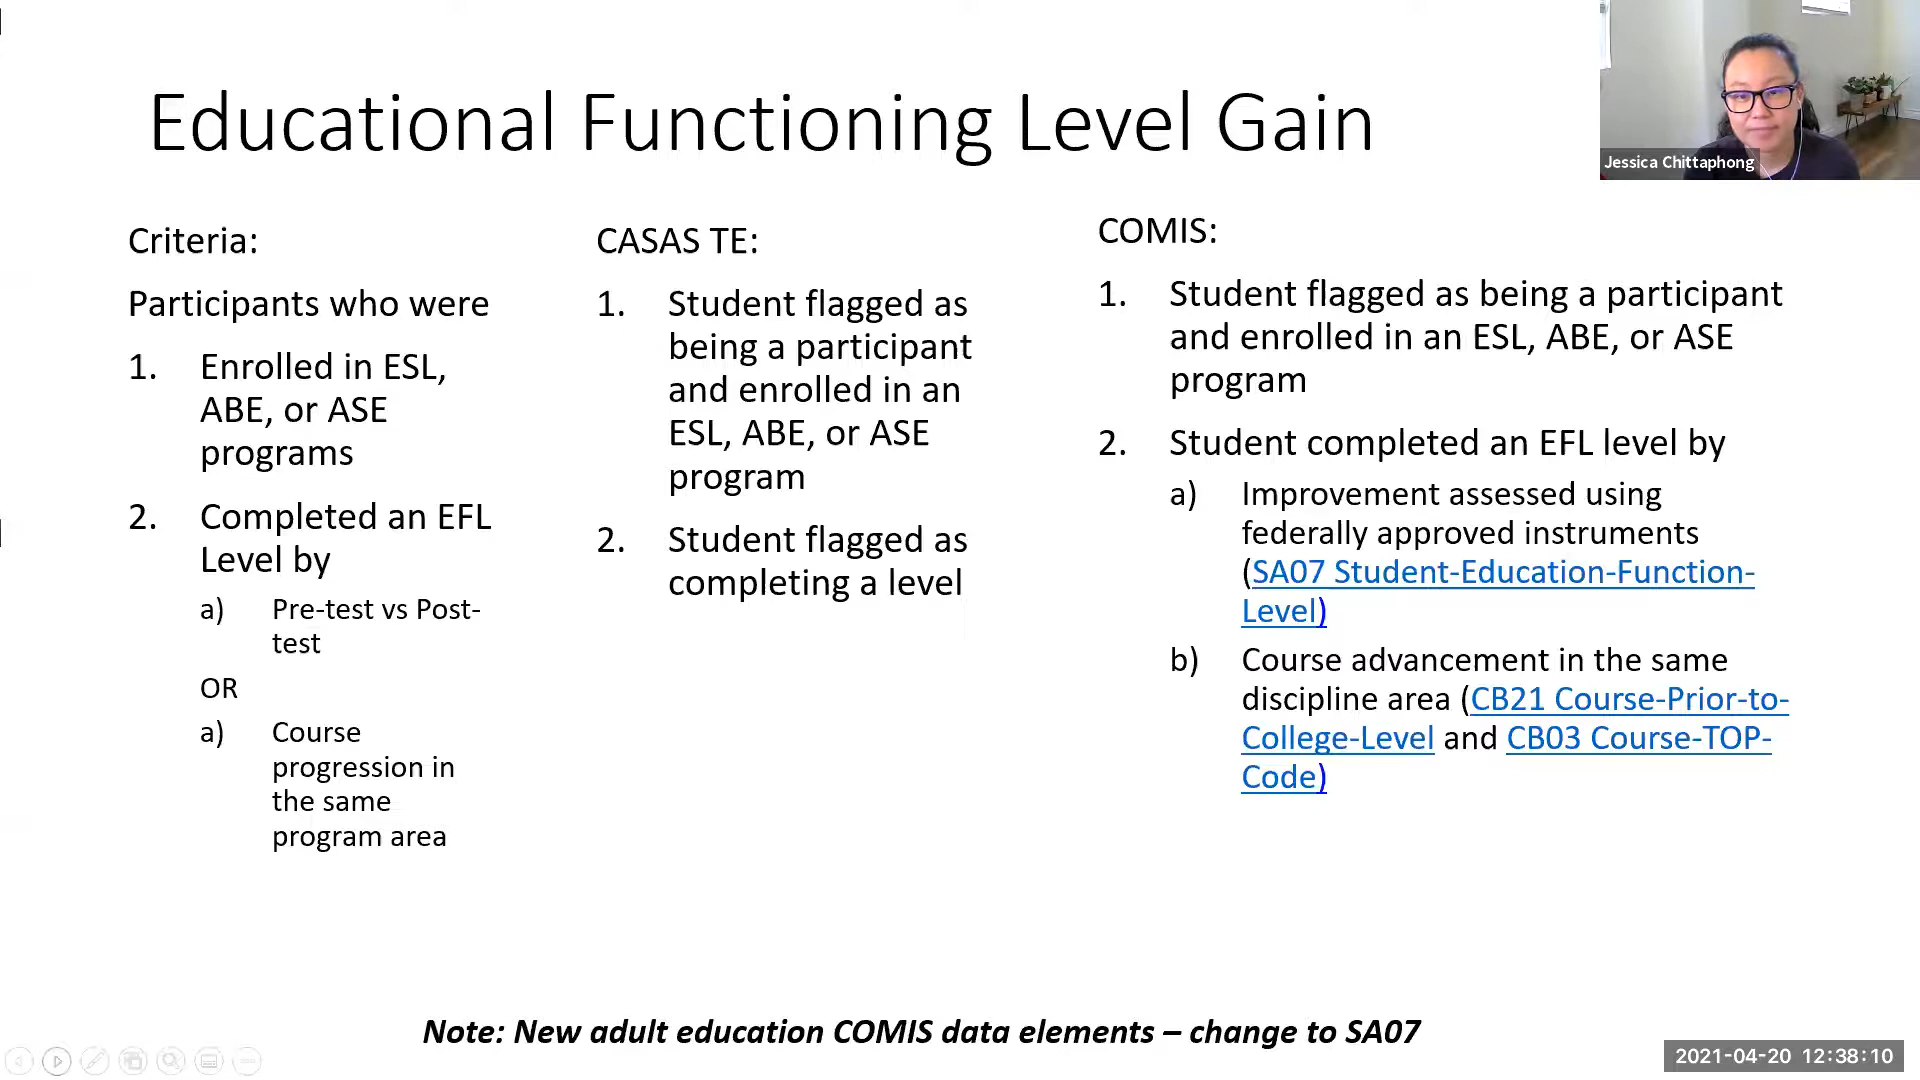 Educational Functioning Level Gain
Jessica Chittaphong
Criteria:
Participants who were
1. Enrolled in ESL,
ABE, or ASE
programs
2. Completed an EFL
Level by
a) Pre-test vs Post-
test
OR
a) Course
progression in
the same
program area
CASAS TE:
1. Student flagged as
being a participant
and enrolled in an
ESL, ABE, or ASE
program
2. Student flagged as
completing a level
COMIS:
1. Student flagged as being a participant
and enrolled in an ESL, ABE, or ASE
program
2. Student completed an EFL level by
a) Improvement assessed using
federally approved instruments
(SA07 Student-Education-Function-
Level)
b) Course advancement in the same
discipline area (CB21 Course-Prior-to-
College-Level and CB03 Course-TOP-
Code)
Note: New adult education COMIS data elements – change to SA07
2021-04-20 12:38:10